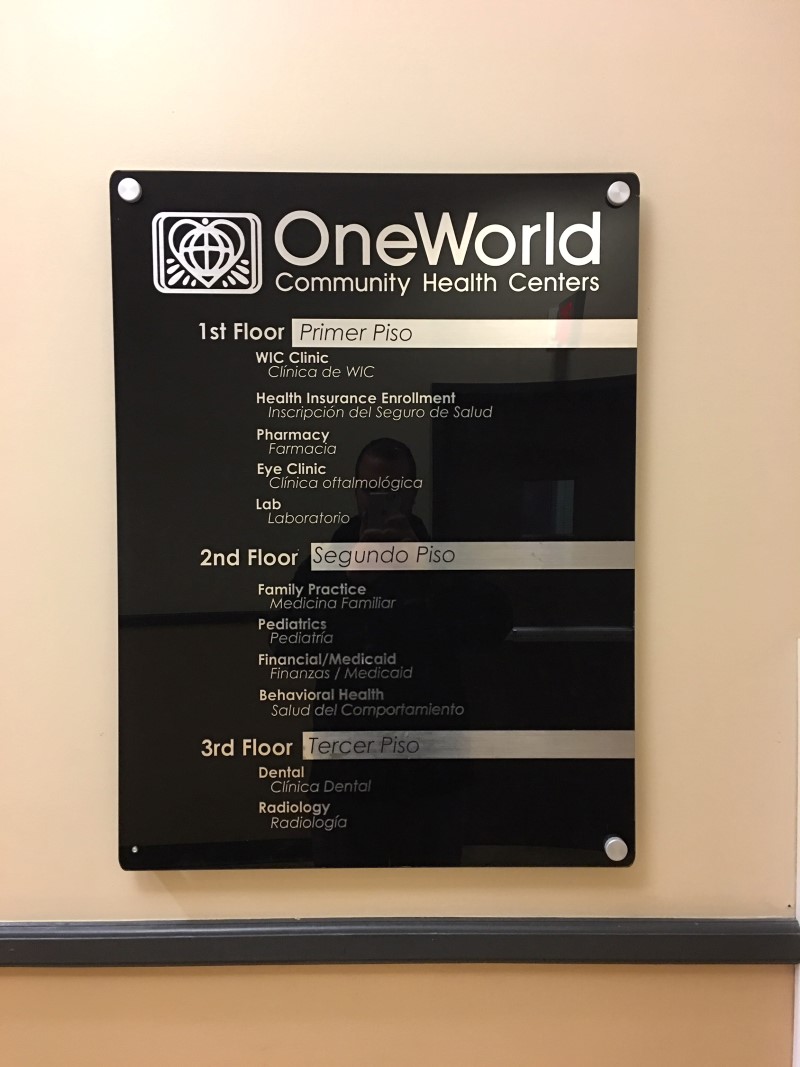 OneWorld
Community Health Centers
1st Floor Primer Piso
WIC Clinic
Clínica de WIC
Health Insurance Enrollment
Inscripción del Seguro de Salud
Pharmacy
Farmacia
Eye Clinic
Clínica oftalmológica
Lab
Laboratorio
2nd Floor Segundo Piso
Family Practice
Medicina Familiar
Pediatrics
Pediatría
Financial/Medicaid
Finanzas / Medicaid
Behavioral Health
Salud del Comportamiento
3rd Floor Tercer Piso
Dental
Clínica Dental
Radiology
Radiología